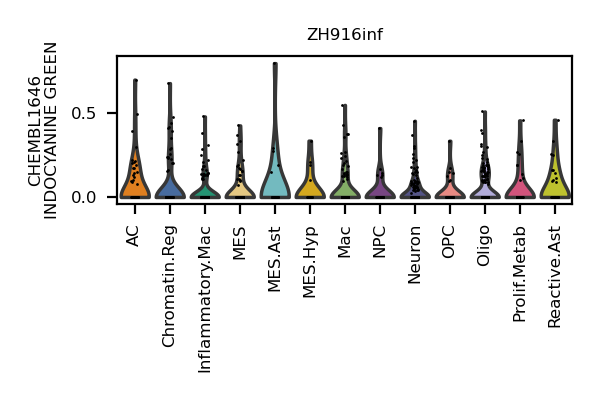 ZH916inf
CHEMBL1646
INDOCYANINE GREEN
0.5
0.0
AC
Chromatin.Reg
Inflammatory.Mac
MES
MES.Ast
MES.Hyp
Mac
NPC
Neuron
OPC
Oligo
Prolif.Metab
Reactive.Ast